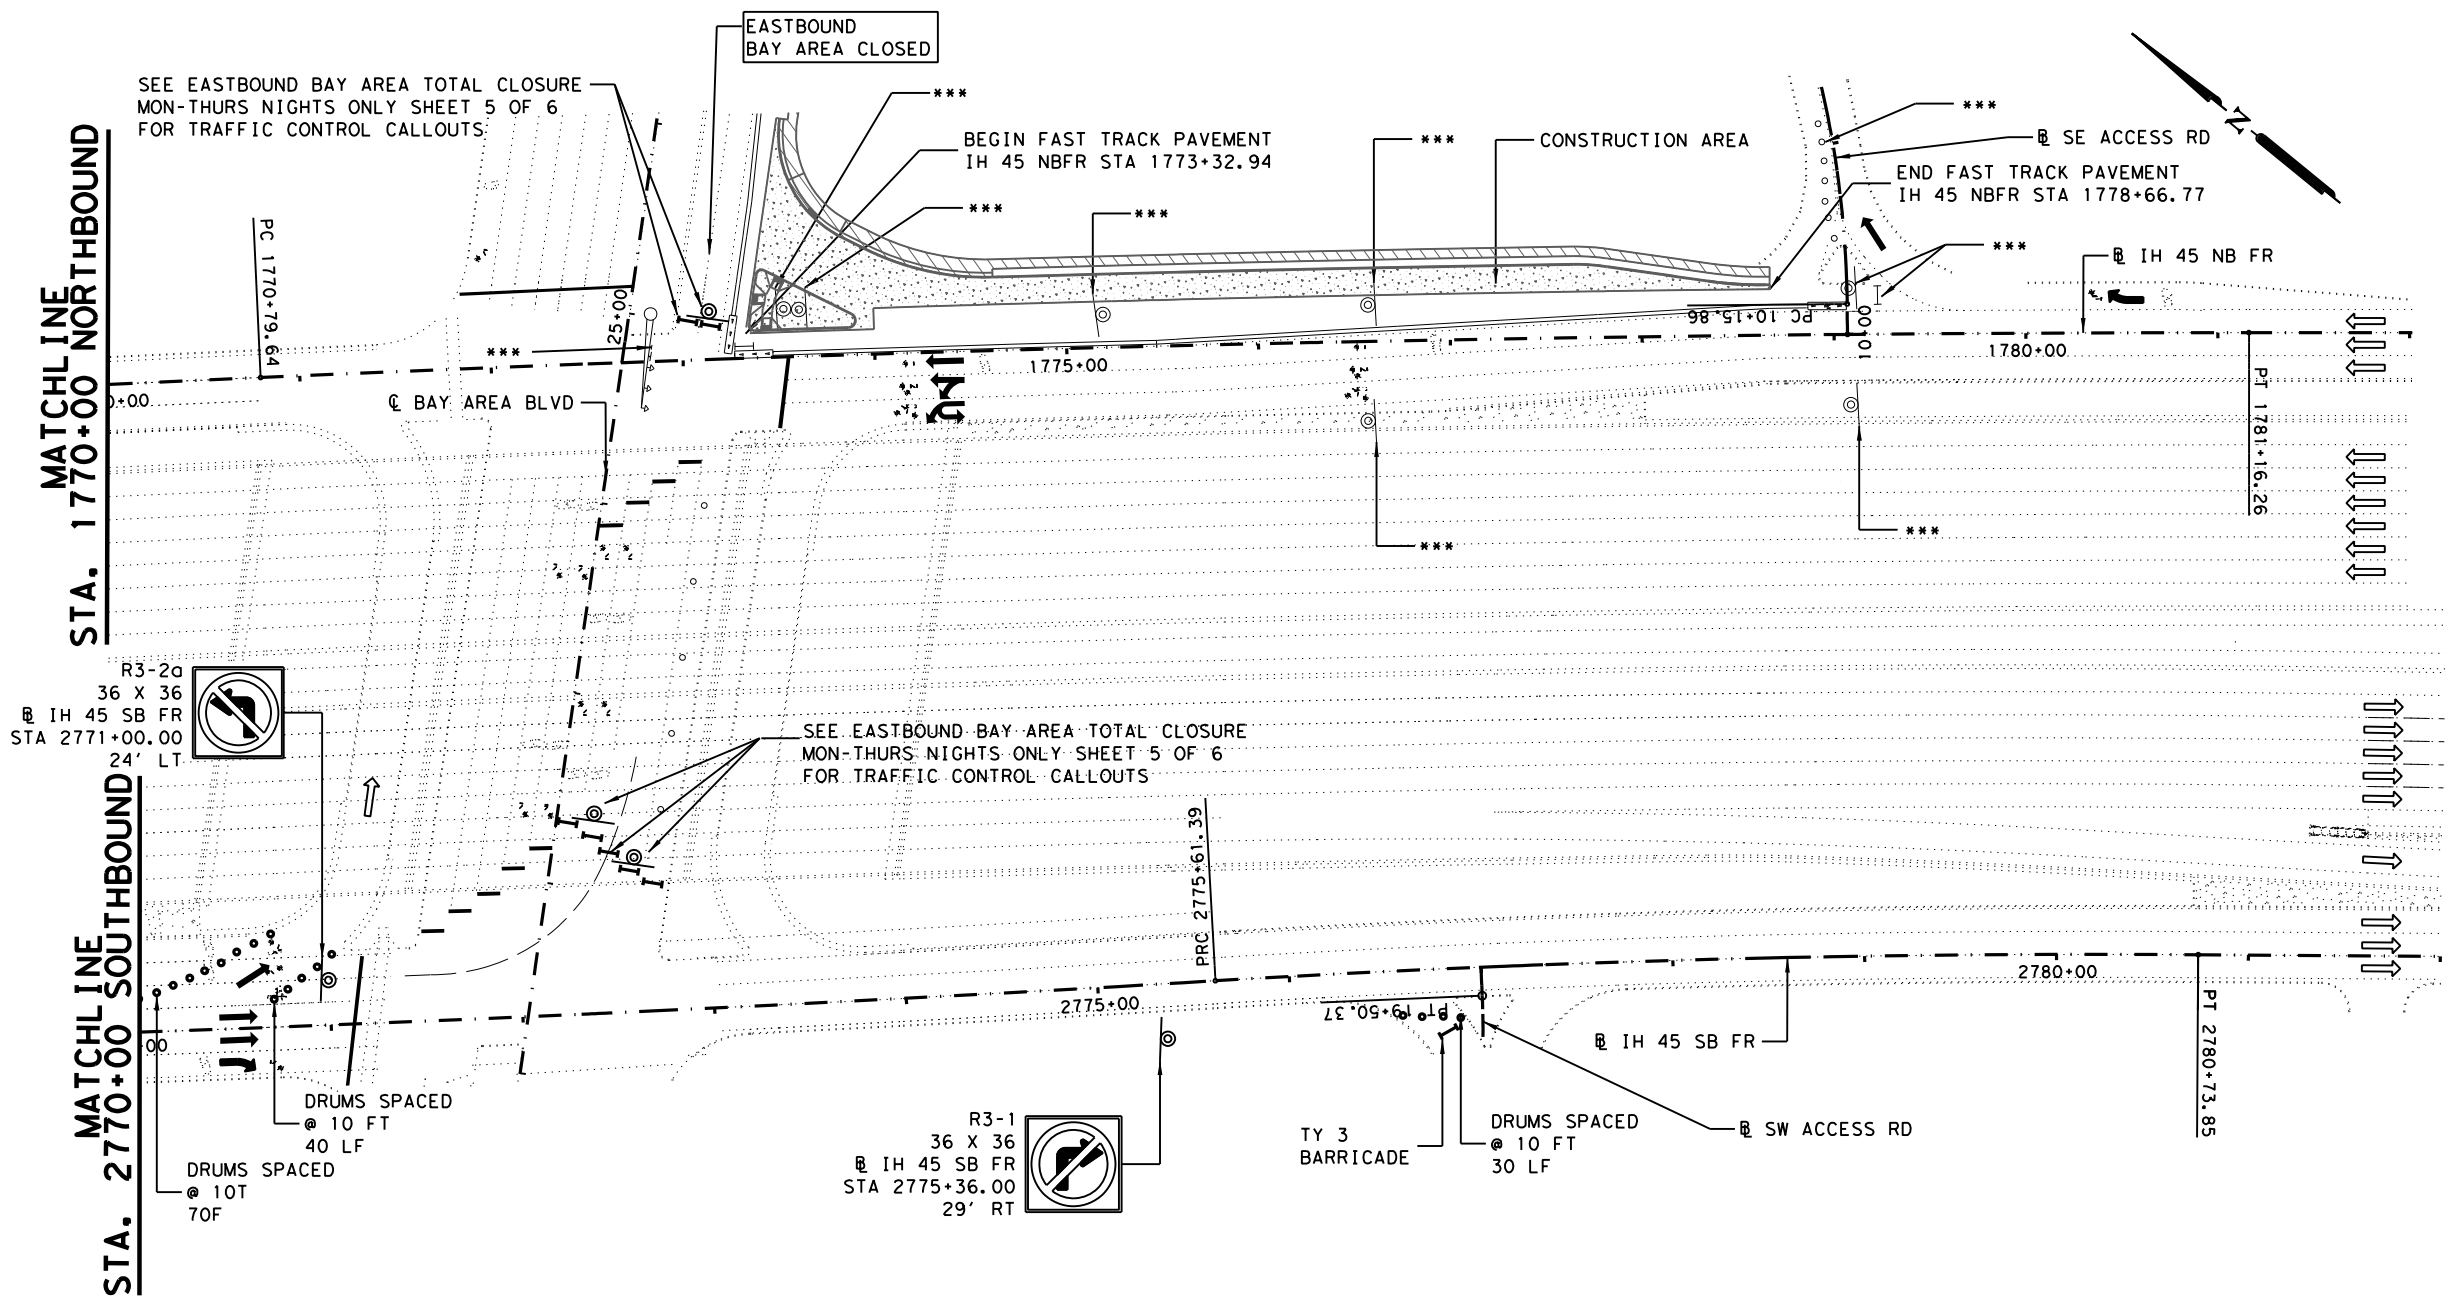 EASTBOUND
BAY AREA CLOSED
SEE EASTBOUND BAY AREA TOTAL CLOSURE
MON-THURS NIGHTS ONLY SHEET 5 OF 6
FOR TRAFFIC CONTROL CALLOUTS
***
BEGIN FAST TRACK PAVEMENT
IH 45 NBFR STA 1773+32.94
***
***
***
CONSTRUCTION AREA
***
℄ SE ACCESS RD
END FAST TRACK PAVEMENT
IH 45 NBFR STA 1778+66.77
***
N
MATCHLINE
STA. 1770+00 NORTHBOUND
PC 1770+79.64
25+00
***
0+00
℄ BAY AREA BLVD
1775+00
PC 10+15.86
10+00
B IH 45 NB FR
1780+00
PT 1781+16.26
***
***
R3-2a
36 X 36
B IH 45 SB FR
STA 2771+00.00
24' LT
SEE EASTBOUND BAY AREA TOTAL CLOSURE
MON-THURS NIGHTS ONLY SHEET 5 OF 6
FOR TRAFFIC CONTROL CALLOUTS
MATCHLINE
STA. 2770+00 SOUTHBOUND
00
PRC 2775+61.39
2775+00
PT 19+50.37
2780+00
PT 2780+73.85
B IH 45 SB FR
DRUMS SPACED
@ 10 FT
40 LF
DRUMS SPACED
@ 10T
70F
R3-1
36 X 36
B IH 45 SB FR
STA 2775+36.00
29' RT
TY 3
BARRICADE
DRUMS SPACED
@ 10 FT
30 LF
B SW ACCESS RD